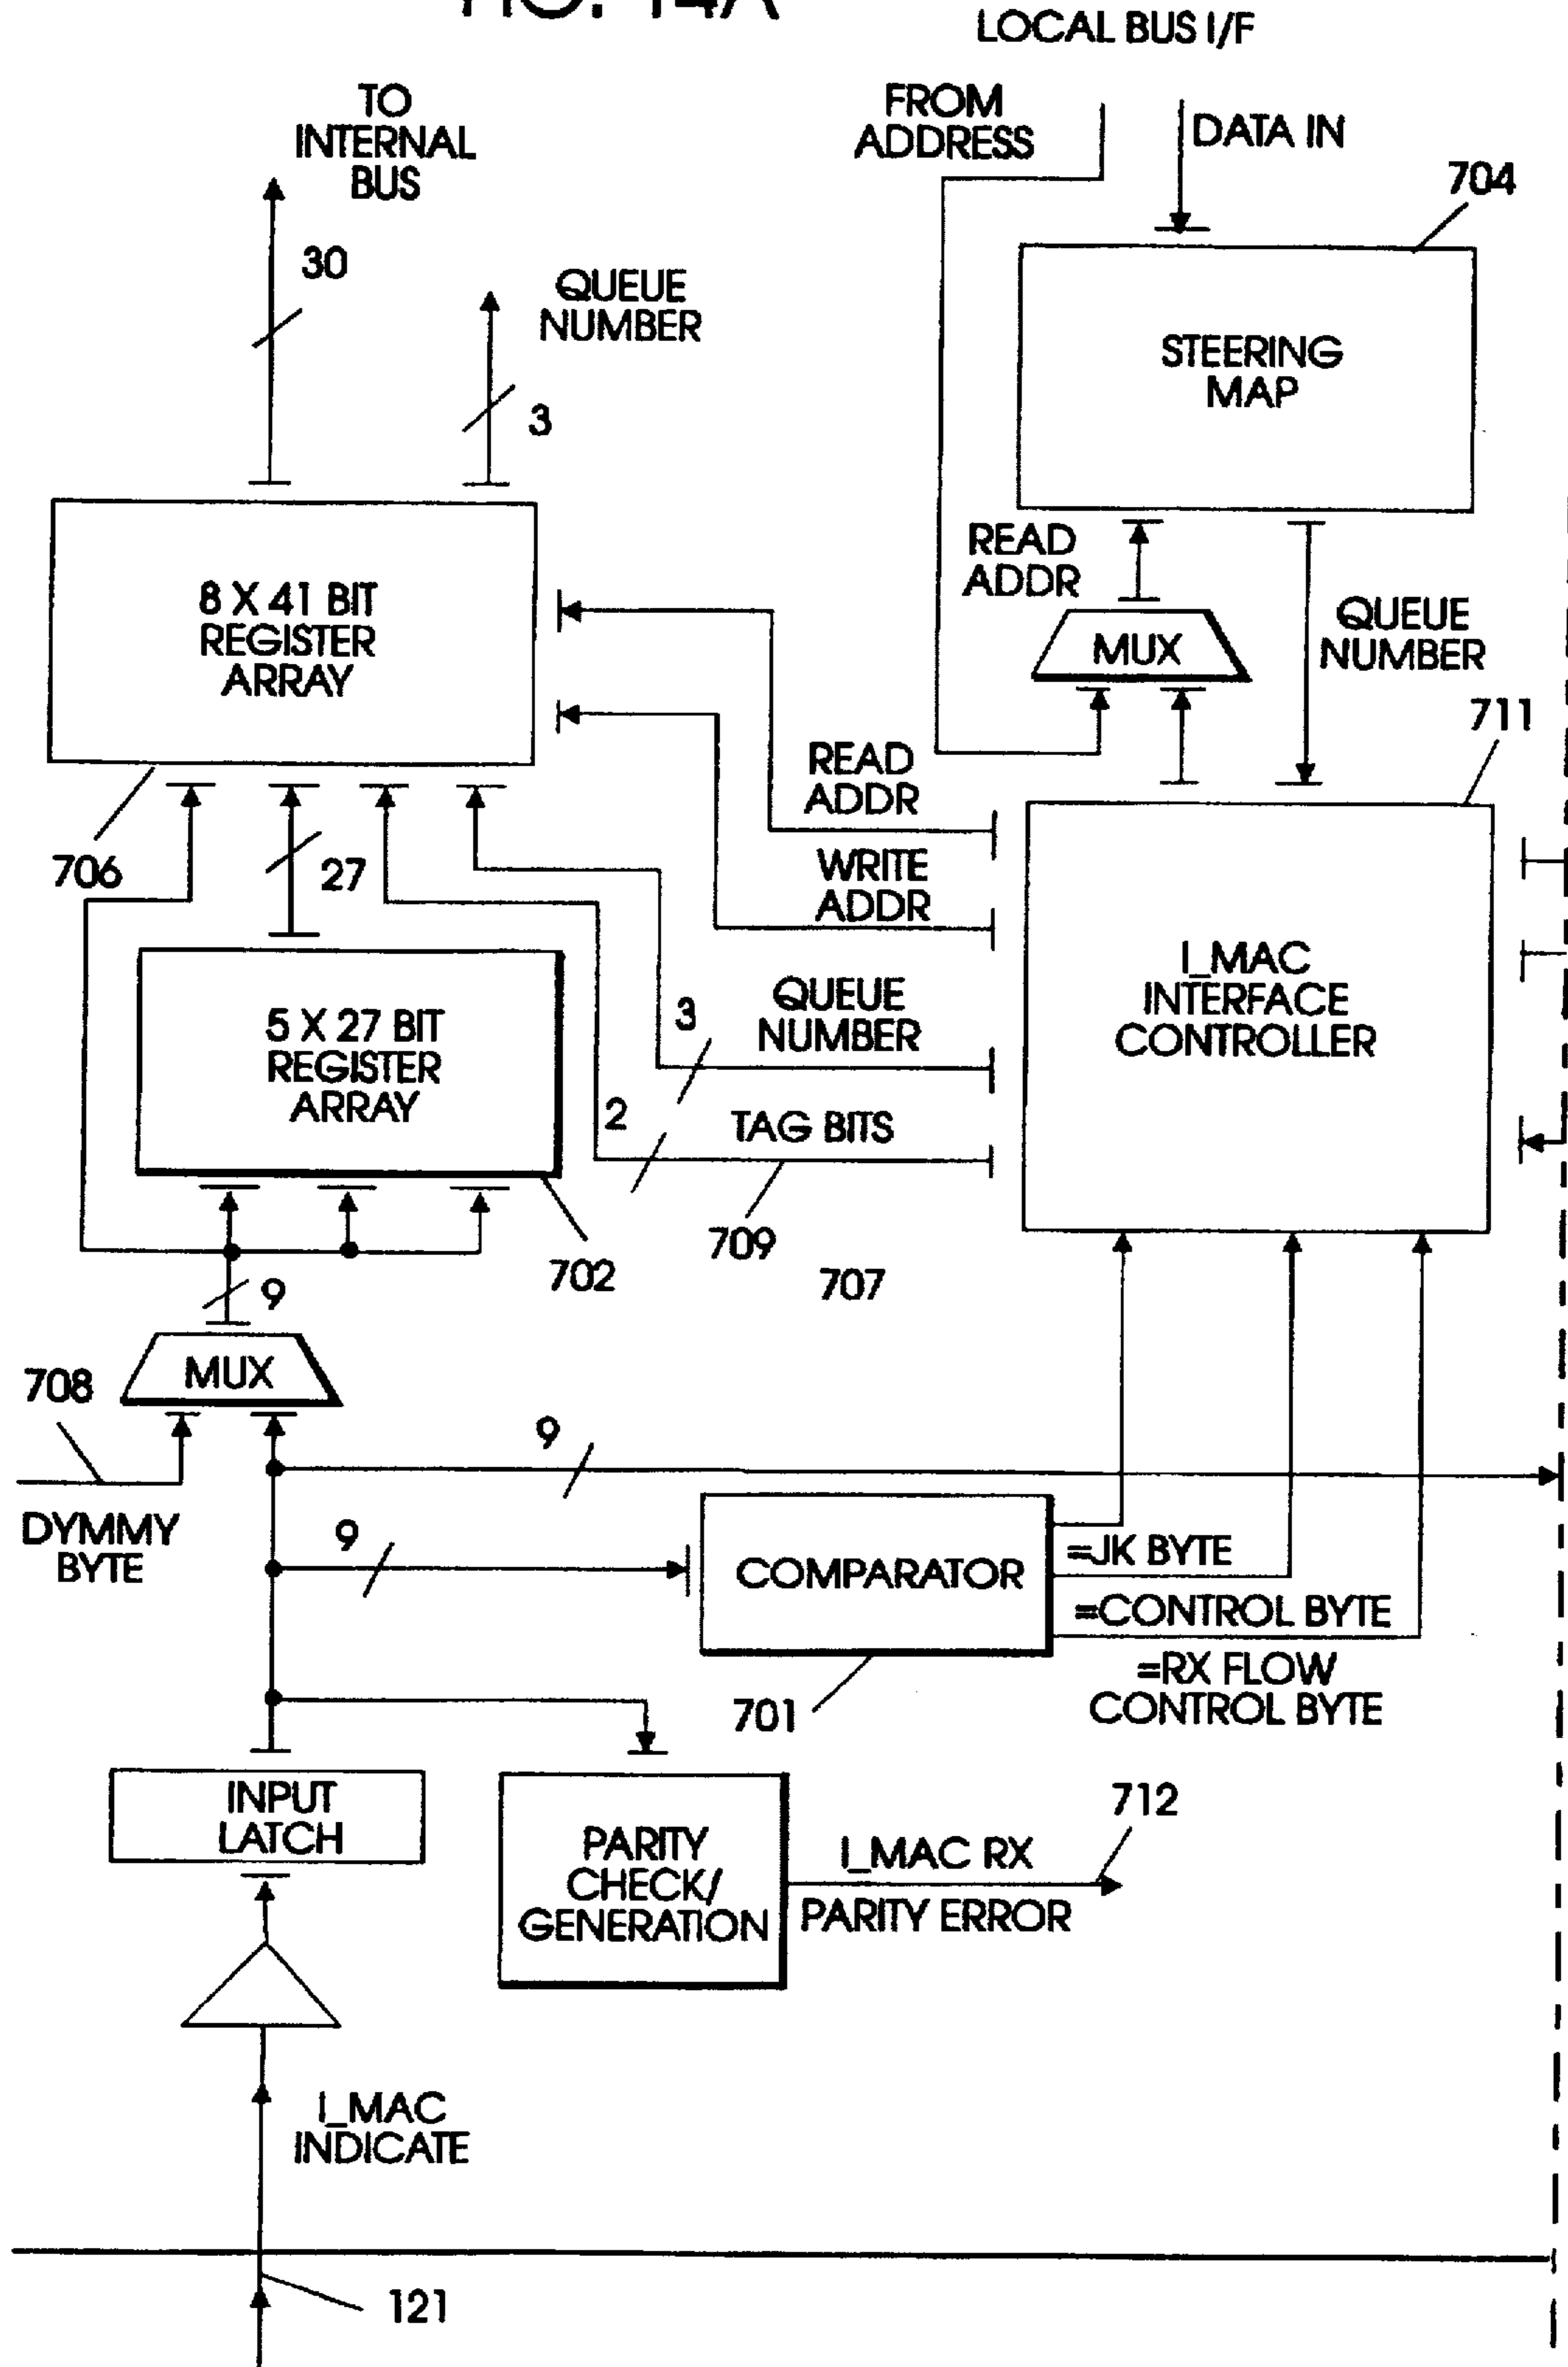 FIG. 14A
LOCAL BUS I/F
TO
INTERNAL
BUS
FROM
ADDRESS
DATA IN
704
30
QUEUE
NUMBER
3
STEERING
MAP
READ
ADDR
8 X 41 BIT
REGISTER
ARRAY
MUX
QUEUE
NUMBER
711
READ
ADDR
706
27
WRITE
ADDR
I_MAC
INTERFACE
CONTROLLER
5 X 27 BIT
REGISTER
ARRAY
3
QUEUE
NUMBER
2
TAG BITS
709
702
707
9
MUX
708
9
DYMMY
BYTE
9
COMPARATOR
=JK BYTE
=CONTROL BYTE
=RX FLOW
CONTROL BYTE
701
INPUT
LATCH
PARITY
CHECK/
GENERATION
712
I_MAC RX
PARITY ERROR
I_MAC
INDICATE
121